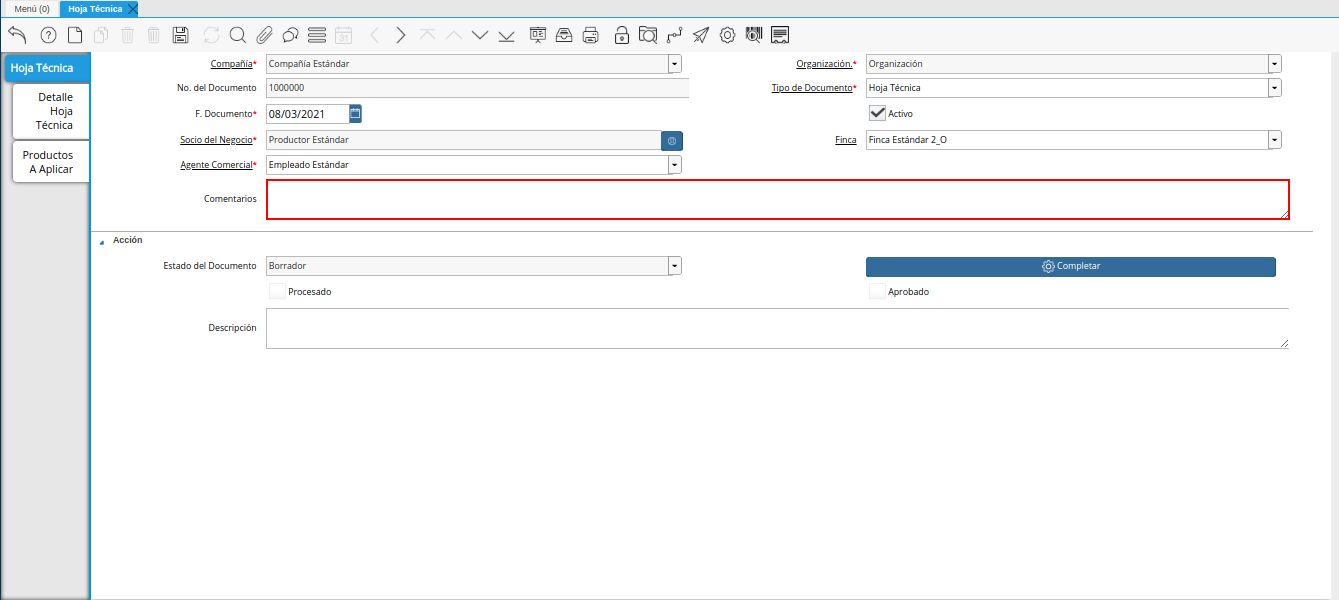 Menú (0)
Hoja Técnica
31
Hoja Técnica
Detalle
Hoja
Técnica
Productos
A Aplicar
Compañía* Compañía Estándar
Organización.* Organización
No. del Documento 1000000
Tipo de Documento* Hoja Técnica
F. Documento* 08/03/2021
Activo
Socio del Negocio* Productor Estándar
Finca Finca Estándar 2_O
Agente Comercial* Empleado Estándar
Comentarios
Acción
Estado del Documento Borrador
Completar
Procesado
Aprobado
Descripción